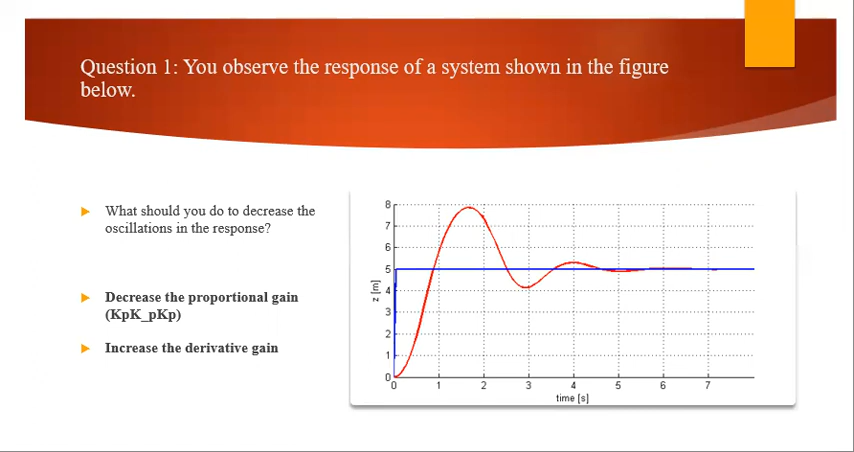 Question 1: You observe the response of a system shown in the figure
below.
What should you do to decrease the
oscillations in the response?
Decrease the proportional gain
(KpK_pKp)
Increase the derivative gain
8
7
6
5
4
3
2
1
0
z [m]
0 1 2 3 4 5 6 7
time [s]